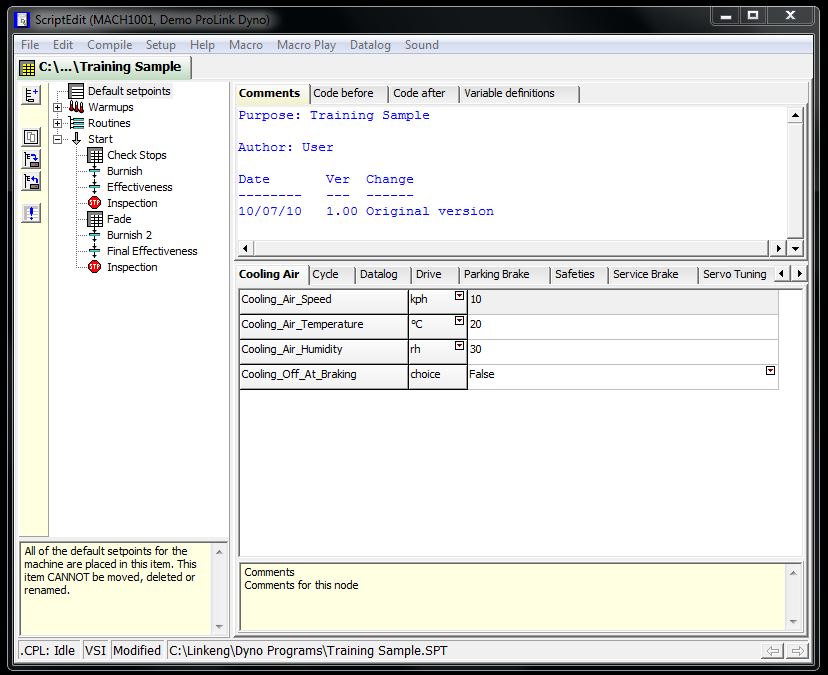 ScriptEdit (MACH1001, Demo ProLink Dyno)
File Edit Compile Setup Help Macro Macro Play Datalog Sound
C:\...\Training Sample
Default setpoints
Warmups
Routines
Start
Check Stops
Burnish
Effectiveness
STP Inspection
Fade
Burnish 2
Final Effectiveness
STP Inspection
All of the default setpoints for the
machine are placed in this item. This
item CANNOT be moved, deleted or
renamed.
Comments Code before Code after Variable definitions
Purpose: Training Sample
Author: User
Date Ver Change
-------- --- ------
10/07/10 1.00 Original version
Cooling Air Cycle Datalog Drive Parking Brake Safeties Service Brake Servo Tuning
Cooling_Air_Speed kph 10
Cooling_Air_Temperature ºC 20
Cooling_Air_Humidity rh 30
Cooling_Off_At_Braking choice False
Comments
Comments for this node
.CPL: Idle VSI Modified C:\Linkeng\Dyno Programs\Training Sample.SPT